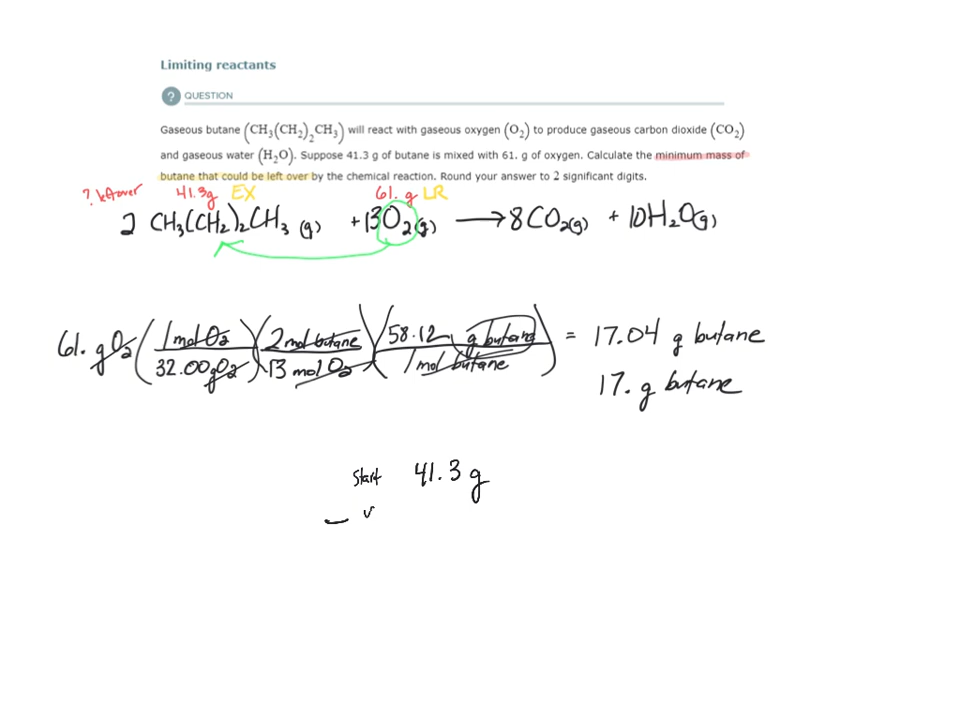 Limiting reactants
? QUESTION
Gaseous butane (CH₃(CH₂)₂CH₃) will react with gaseous oxygen (O₂) to produce gaseous carbon dioxide (CO₂)
and gaseous water (H₂O). Suppose 41.3 g of butane is mixed with 61. g of oxygen. Calculate the minimum mass of
butane that could be left over by the chemical reaction. Round your answer to 2 significant digits.
? leftover 41.3g EX 61. g LR
2 CH₃(CH₂)₂CH₃ (g) + 13O₂(g) ⟶ 8CO₂(g) + 10H₂O(g)
61. gO₂ (1 mol O₂ / 32.00 g O₂)(2 mol butane / 13 mol O₂)(58.12 g butane / 1 mol butane) = 17.04 g butane
17. g butane
start 41.3 g
–